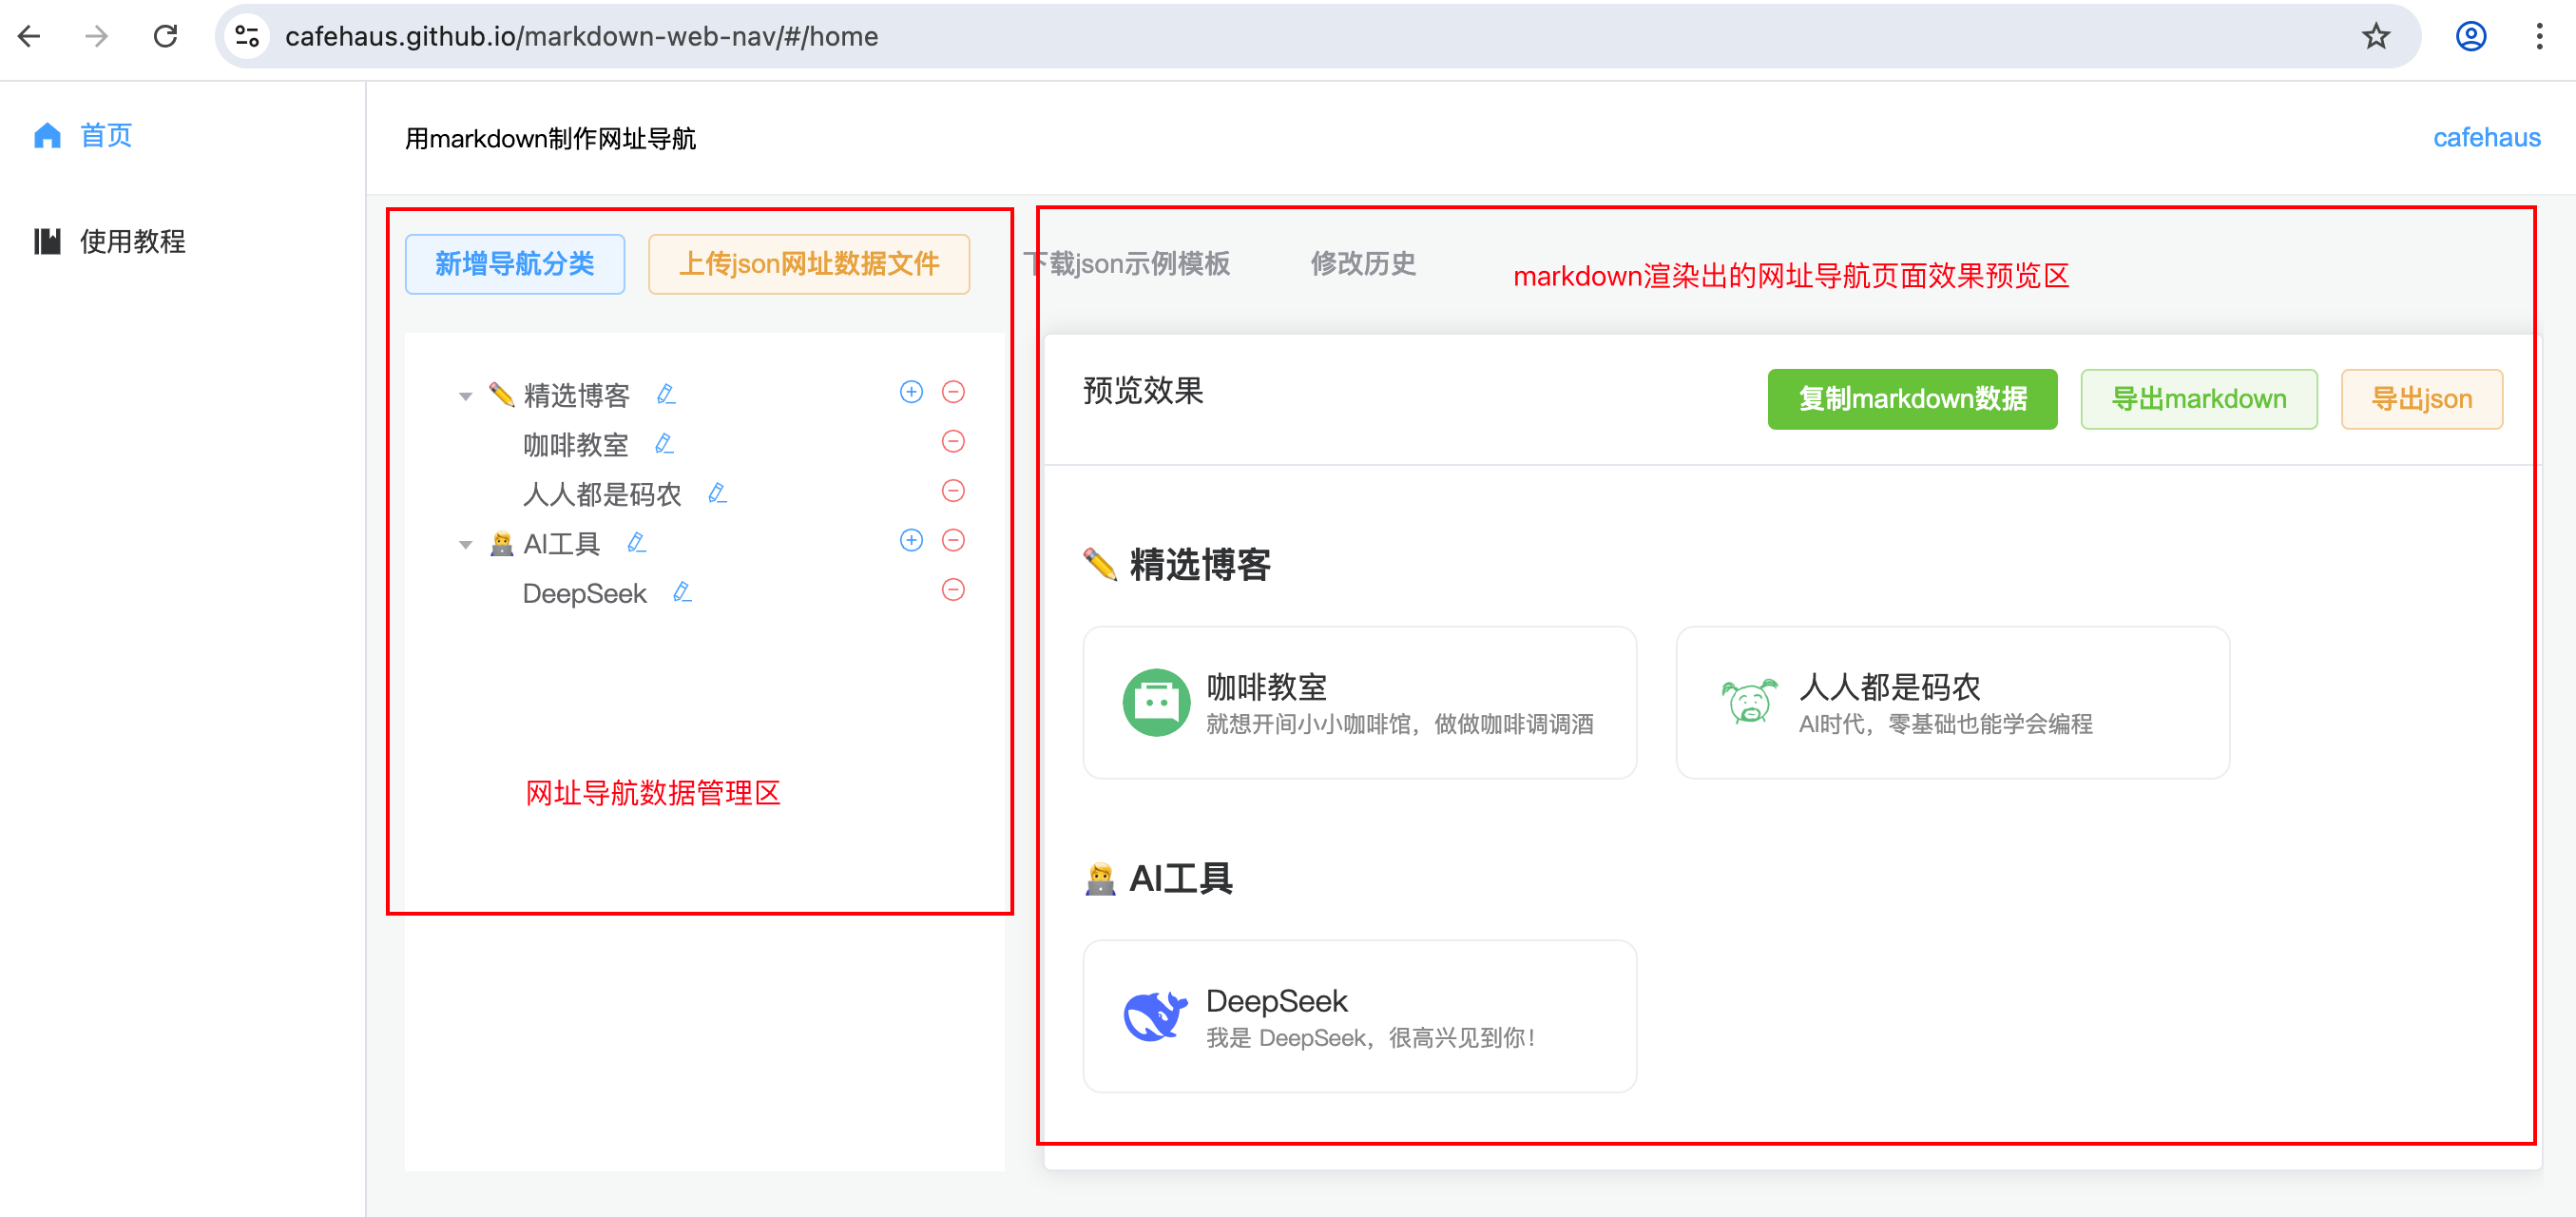 cafehaus.github.io/markdown-web-nav/#/home
首页
使用教程
用markdown制作网址导航
cafehaus
新增导航分类
上传json网址数据文件
下载json示例模板
修改历史
markdown渲染出的网址导航页面效果预览区
精选博客
咖啡教室
人人都是码农
AI工具
DeepSeek
网址导航数据管理区
预览效果
复制markdown数据
导出markdown
导出json
精选博客
咖啡教室
就想开间小小咖啡馆，做做咖啡调调酒
人人都是码农
AI时代，零基础也能学会编程
AI工具
DeepSeek
我是 DeepSeek，很高兴见到你！